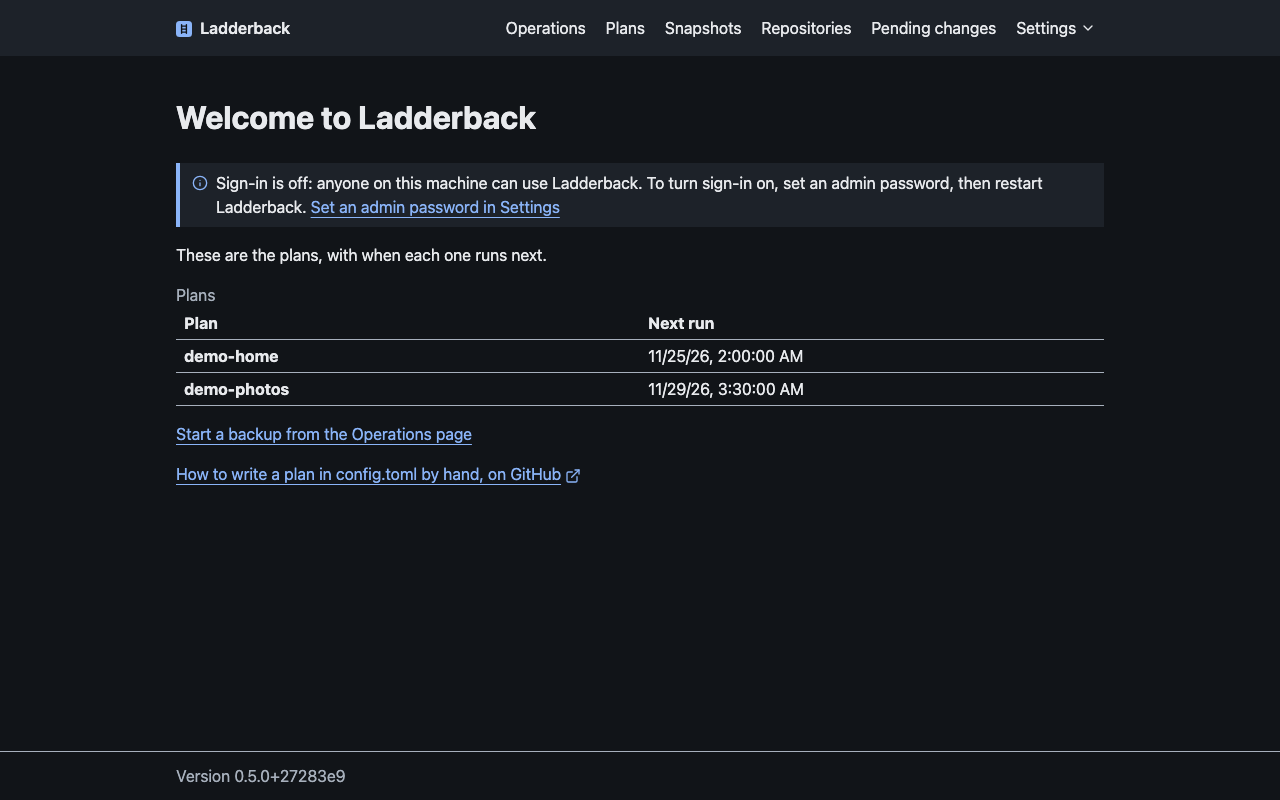 Ladderback
Operations
Plans
Snapshots
Repositories
Pending changes
Settings
Welcome to Ladderback
Sign-in is off: anyone on this machine can use Ladderback. To turn sign-in on, set an admin password, then restart
Ladderback. Set an admin password in Settings
These are the plans, with when each one runs next.
Plans
Plan Next run
demo-home 11/25/26, 2:00:00 AM
demo-photos 11/29/26, 3:30:00 AM
Start a backup from the Operations page
How to write a plan in config.toml by hand, on GitHub
Version 0.5.0+27283e9